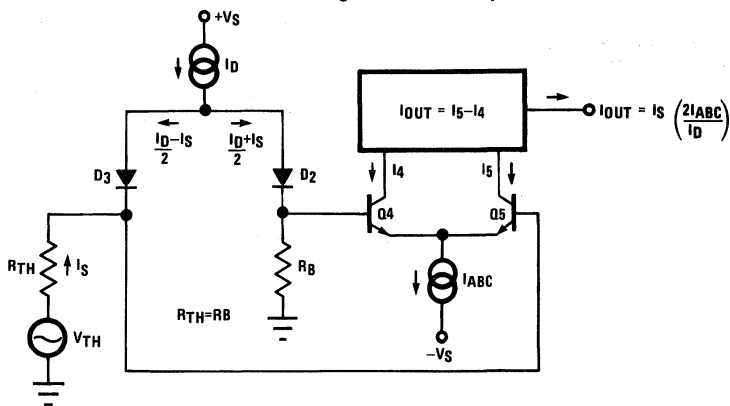 +VS
ID
IOUT = I5–I4
IOUT = IS (2IABC/ID)
ID/2–IS
ID/2+IS
D3
D2
I4
I5
Q4
Q5
RTH
IS
RB
IABC
RTH=RB
VTH
–VS